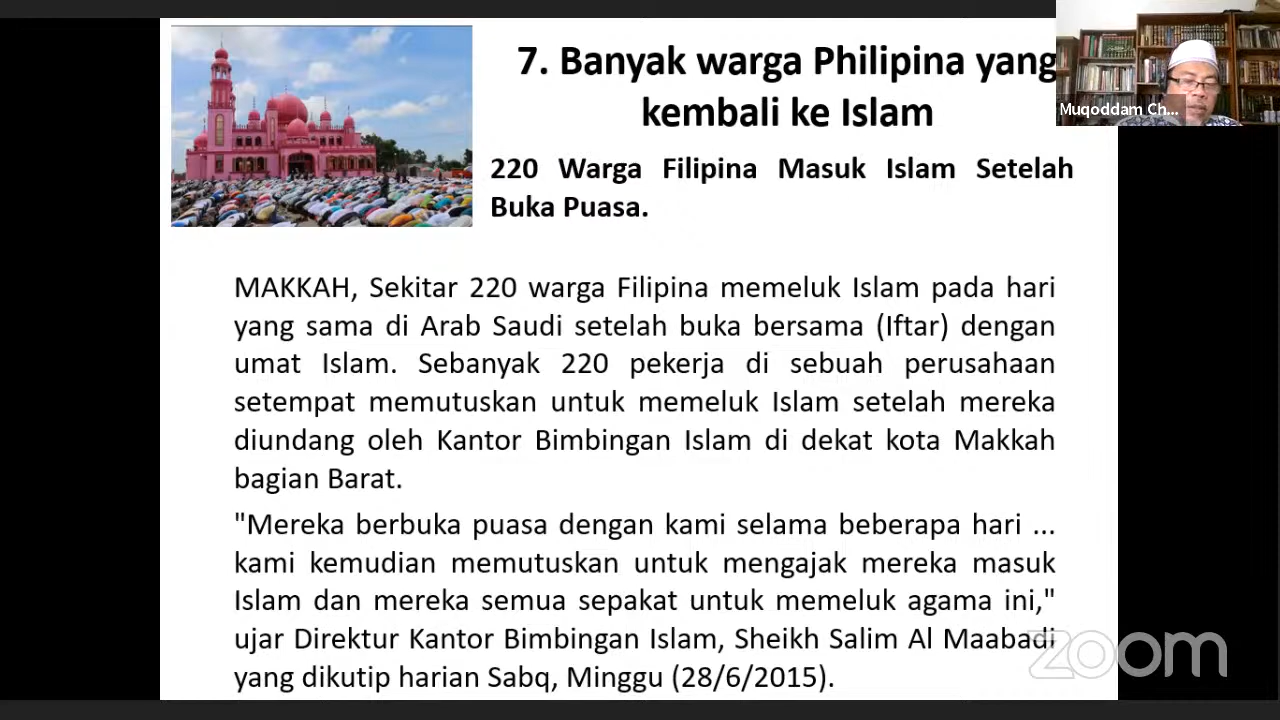 7. Banyak warga Philipina yang
kembali ke Islam
Muqoddam Ch...
220 Warga Filipina Masuk Islam Setelah
Buka Puasa.
MAKKAH, Sekitar 220 warga Filipina memeluk Islam pada hari
yang sama di Arab Saudi setelah buka bersama (Iftar) dengan
umat Islam. Sebanyak 220 pekerja di sebuah perusahaan
setempat memutuskan untuk memeluk Islam setelah mereka
diundang oleh Kantor Bimbingan Islam di dekat kota Makkah
bagian Barat.
"Mereka berbuka puasa dengan kami selama beberapa hari ...
kami kemudian memutuskan untuk mengajak mereka masuk
Islam dan mereka semua sepakat untuk memeluk agama ini,"
ujar Direktur Kantor Bimbingan Islam, Sheikh Salim Al Maabadi
yang dikutip harian Sabq, Minggu (28/6/2015).
zoom